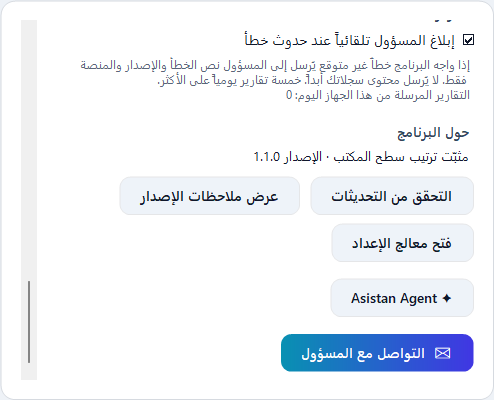 إبلاغ المسؤول تلقائياً عند حدوث خطأ
إذا واجه البرنامج خطأ غير متوقع يُرسل إلى المسؤول نص الخطأ والإصدار والمنصة
فقط. لا يُرسل محتوى سجلاتك أبداً. خمسة تقارير يومياً على الأكثر.
التقارير المرسلة من هذا الجهاز اليوم: 0
حول البرنامج
مثبّت ترتيب سطح المكتب · الإصدار 1.1.0
التحقق من التحديثات
عرض ملاحظات الإصدار
فتح معالج الإعداد
Asistan Agent ✦
التواصل مع المسؤول